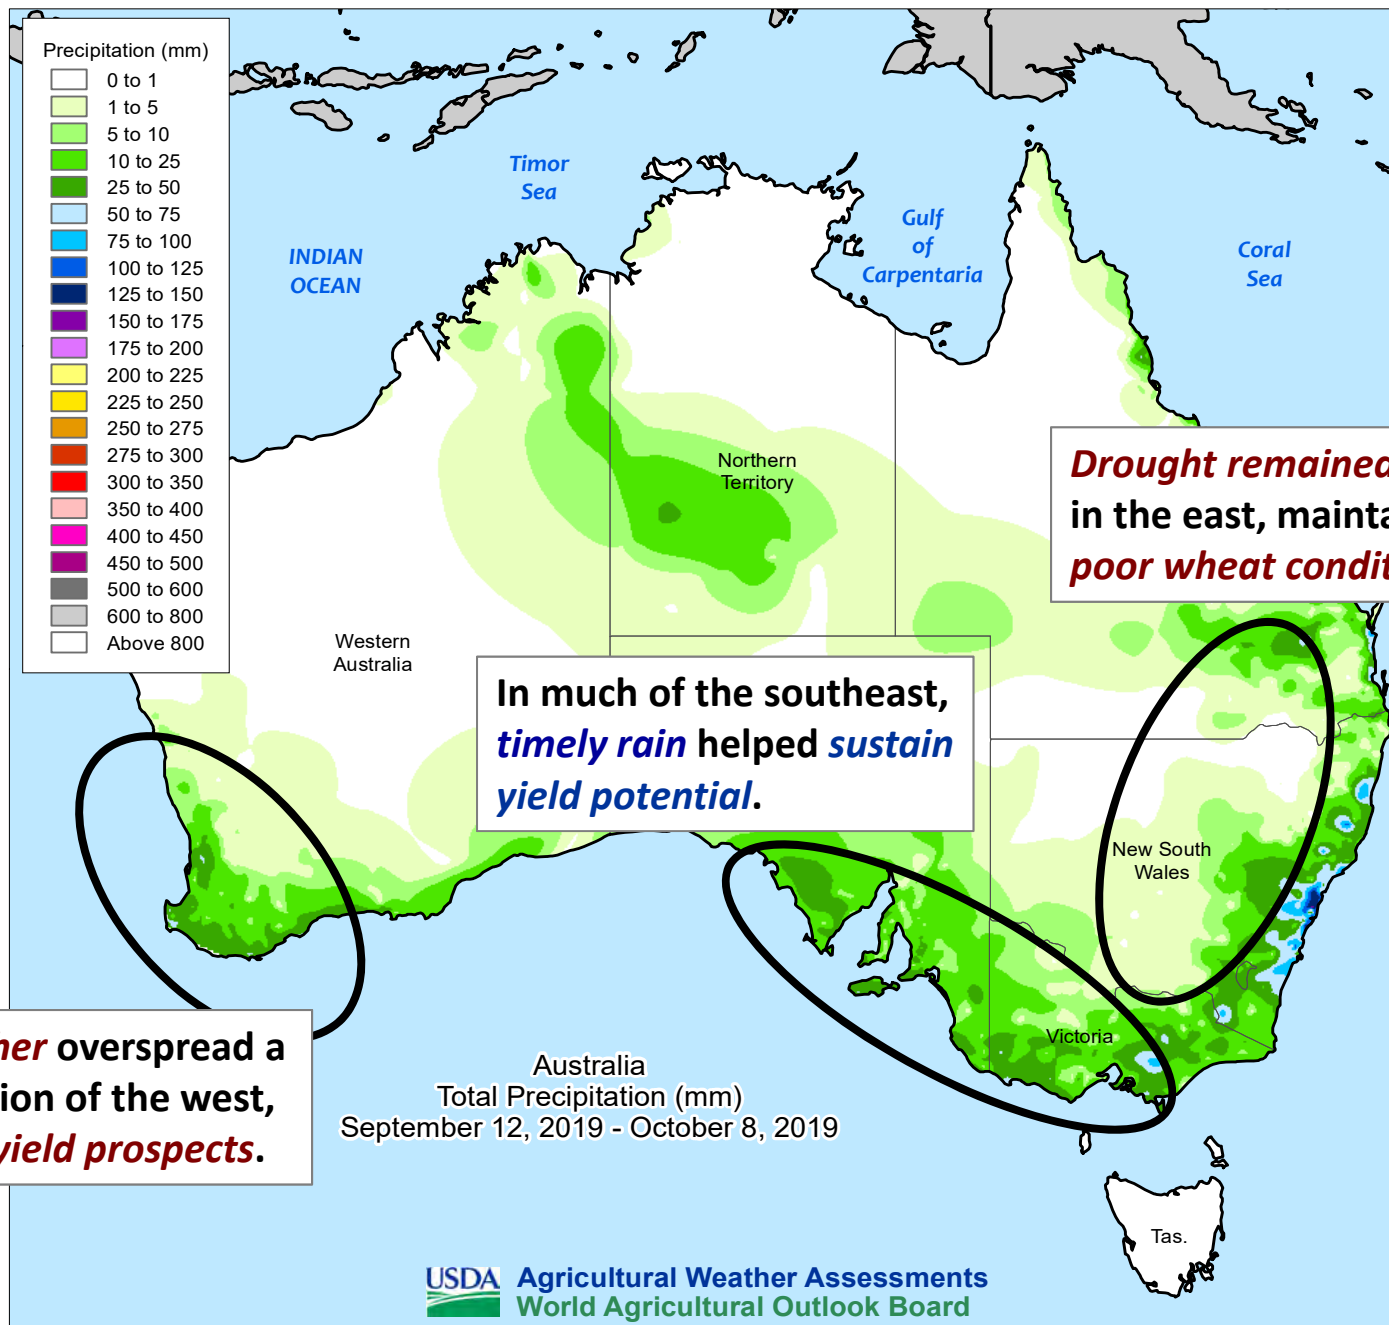 Precipitation (mm)
0 to 1
1 to 5
5 to 10
10 to 25
25 to 50
50 to 75
75 to 100
100 to 125
125 to 150
150 to 175
175 to 200
200 to 225
225 to 250
250 to 275
275 to 300
300 to 350
350 to 400
400 to 450
450 to 500
500 to 600
600 to 800
Above 800
Timor
Sea
INDIAN
OCEAN
Gulf
of
Carpentaria
Coral
Sea
Northern
Territory
Drought remained
in the east, mainta
poor wheat condit
Western
Australia
In much of the southeast,
timely rain helped sustain
yield potential.
New South
Wales
Victoria
her overspread a
ion of the west,
yield prospects.
Australia
Total Precipitation (mm)
September 12, 2019 - October 8, 2019
Tas.
USDA
Agricultural Weather Assessments
World Agricultural Outlook Board